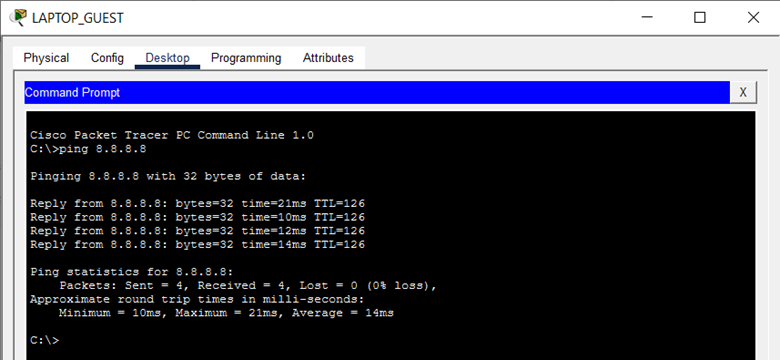 LAPTOP_GUEST
Physical Config Desktop Programming Attributes
Command Prompt X
Cisco Packet Tracer PC Command Line 1.0
C:\>ping 8.8.8.8
Pinging 8.8.8.8 with 32 bytes of data:
Reply from 8.8.8.8: bytes=32 time=21ms TTL=126
Reply from 8.8.8.8: bytes=32 time=10ms TTL=126
Reply from 8.8.8.8: bytes=32 time=12ms TTL=126
Reply from 8.8.8.8: bytes=32 time=14ms TTL=126
Ping statistics for 8.8.8.8:
    Packets: Sent = 4, Received = 4, Lost = 0 (0% loss),
Approximate round trip times in milli-seconds:
    Minimum = 10ms, Maximum = 21ms, Average = 14ms
C:\>